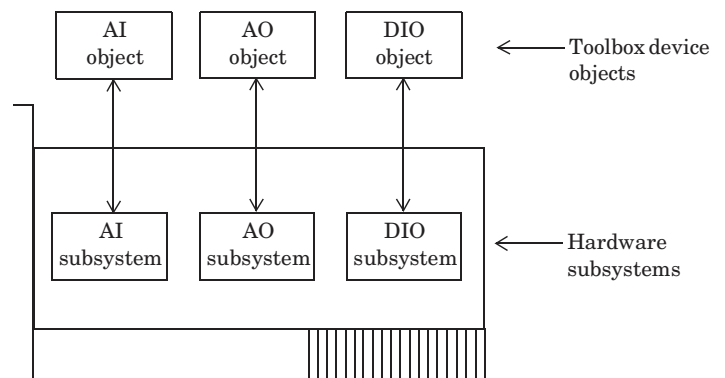 AI
object
AO
object
DIO
object
Toolbox device
objects
AI
subsystem
AO
subsystem
DIO
subsystem
Hardware
subsystems